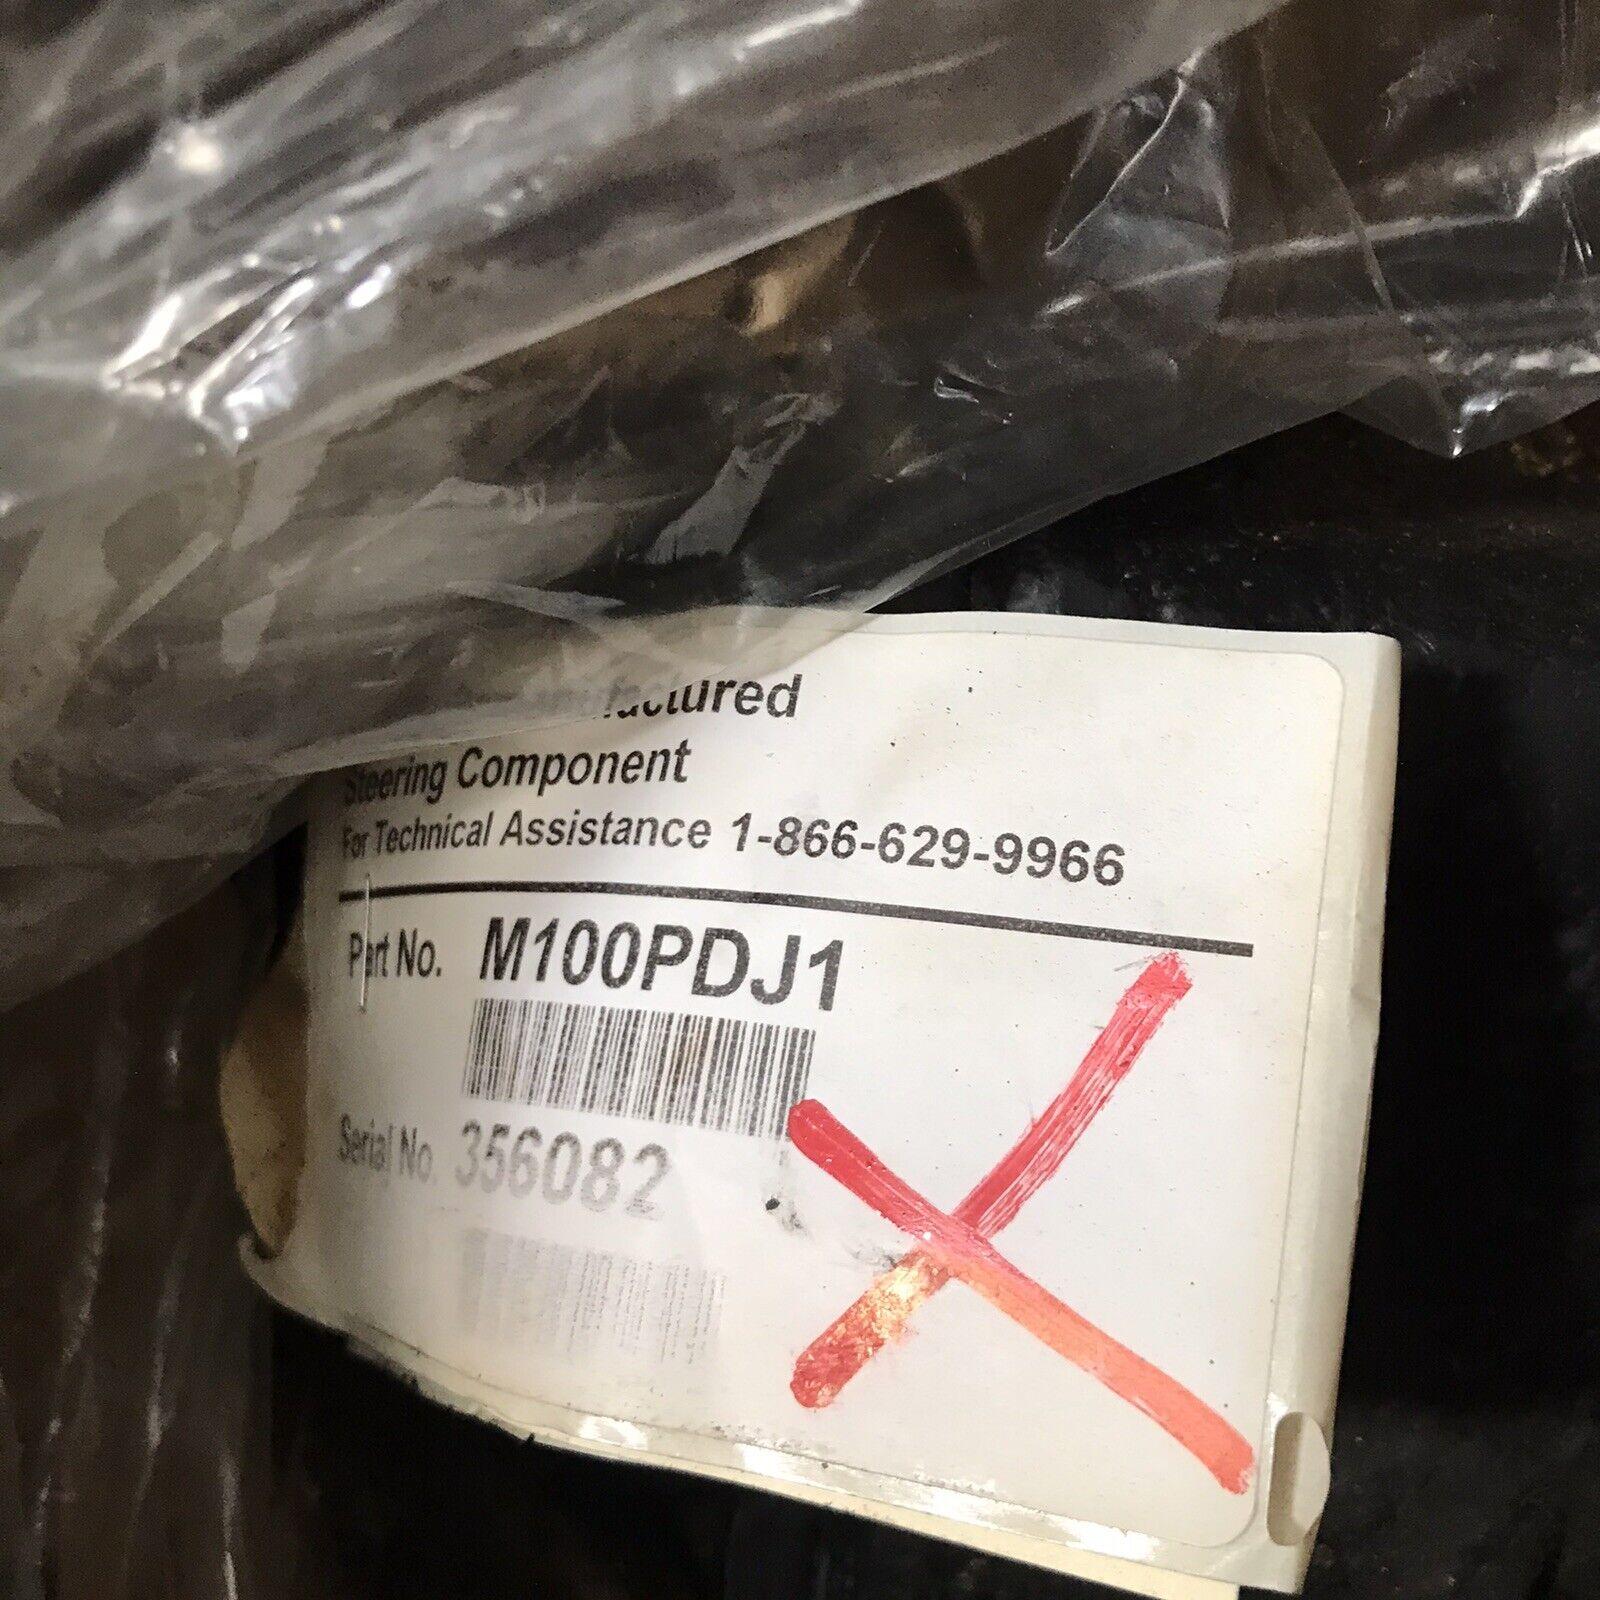 Steering Component
For Technical Assistance 1-866-629-9966
Part No. M100PDJ1
Serial No. 356082